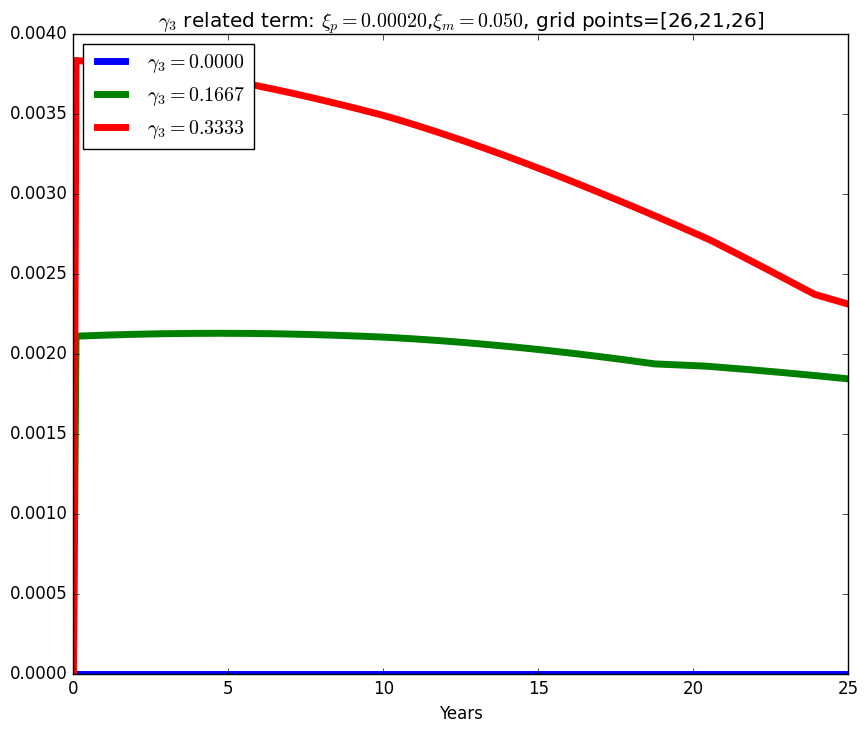 γ₃ related term: ξₚ = 0.00020,ξₘ = 0.050, grid points=[26,21,26]
0.0040
0.0035
0.0030
0.0025
0.0020
0.0015
0.0010
0.0005
0.0000
γ₃ = 0.0000
γ₃ = 0.1667
γ₃ = 0.3333
0 5 10 15 20 25
Years